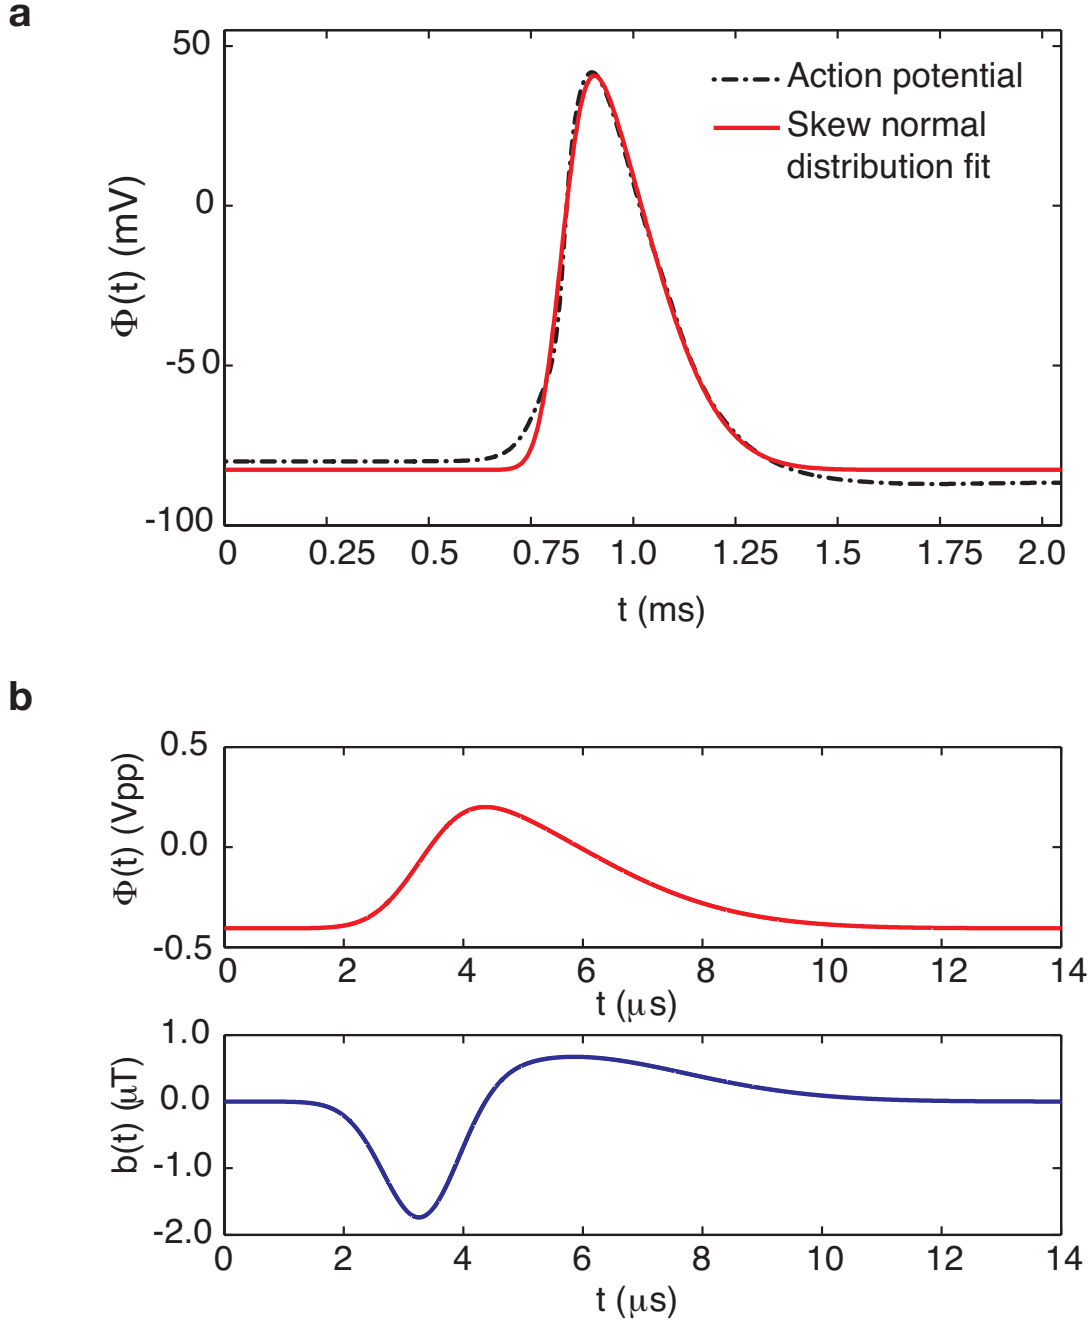 a
50
0
-50
-100
Φ(t) (mV)
Action potential
Skew normal
distribution fit
0 0.25 0.5 0.75 1.0 1.25 1.5 1.75 2.0
t (ms)
b
0.5
0.0
-0.5
Φ(t) (Vpp)
0 2 4 6 8 10 12 14
t (μs)
1.0
0.0
-1.0
-2.0
b(t) (μT)
0 2 4 6 8 10 12 14
t (μs)